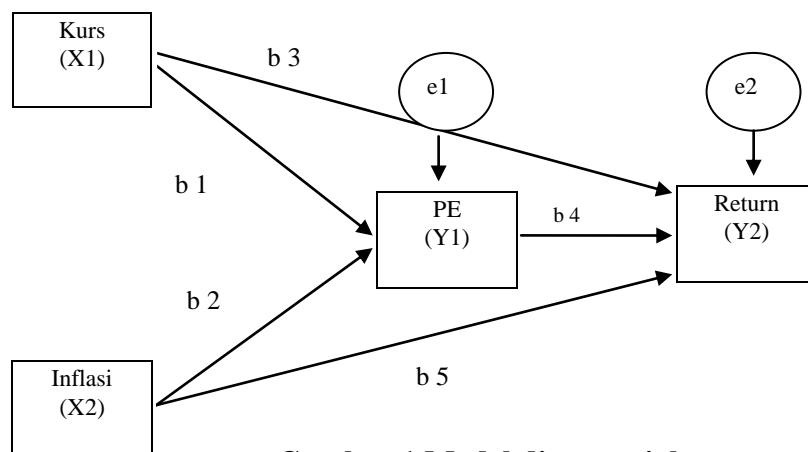 Kurs
(X1)
b 3
e1
e2
b 1
PE
(Y1)
b 4
Return
(Y2)
b 2
Inflasi
(X2)
b 5